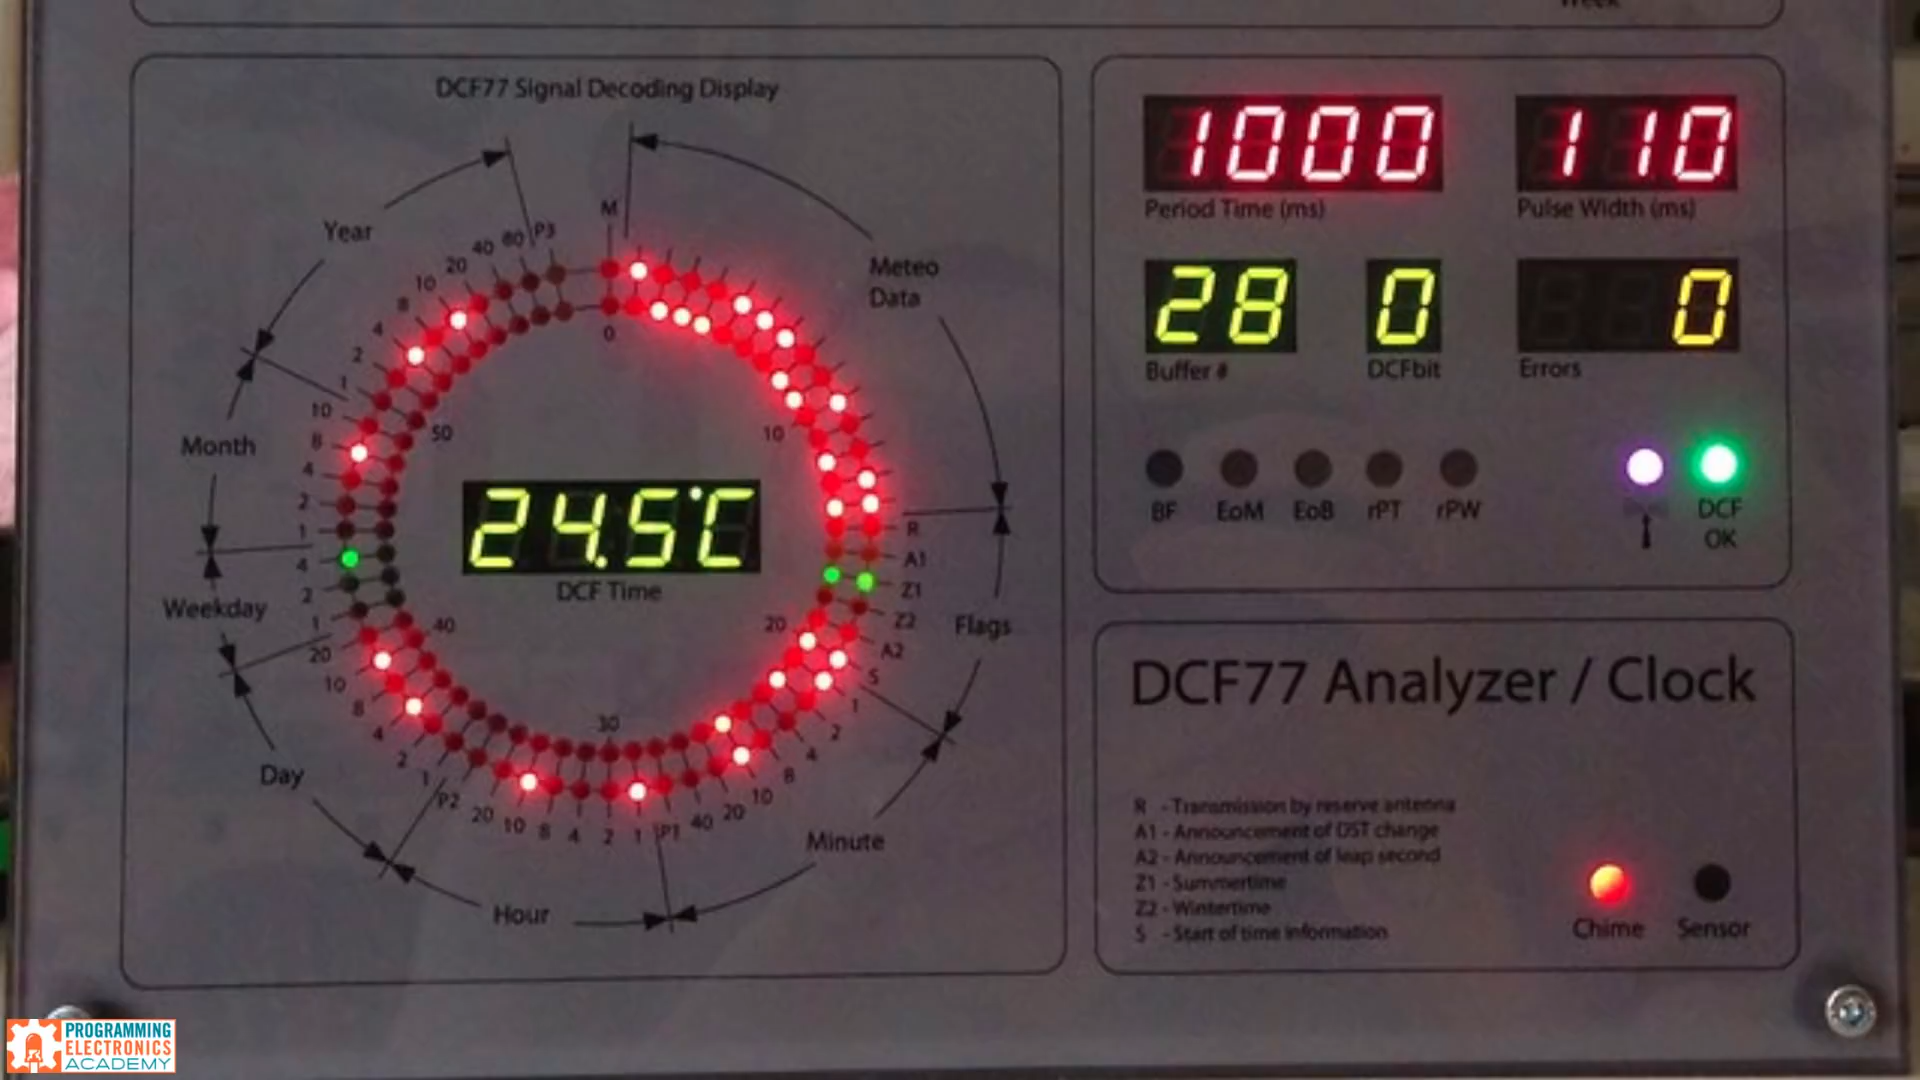 Week
DCF77 Signal Decoding Display
Year
Month
Weekday
Day
Hour
Minute
Flags
Meteo
Data
M
P3
80
40
20
10
8
4
2
1
10
8
4
2
1
4
2
1
20
10
8
4
2
1
P2
20
10
8
4
2
1
P1
40
20
10
8
4
2
1
S
A2
Z2
Z1
A1
R
0
10
20
30
40
50
24.5°C
DCF Time
1000
Period Time (ms)
110
Pulse Width (ms)
28
Buffer #
0
DCFbit
0
Errors
BF
EoM
EoB
rPT
rPW
DCF
OK
DCF77 Analyzer / Clock
R - Transmission by reserve antenna
A1 - Announcement of DST change
A2 - Announcement of leap second
Z1 - Summertime
Z2 - Wintertime
S - Start of time information
Chime
Sensor
PROGRAMMING
ELECTRONICS
ACADEMY